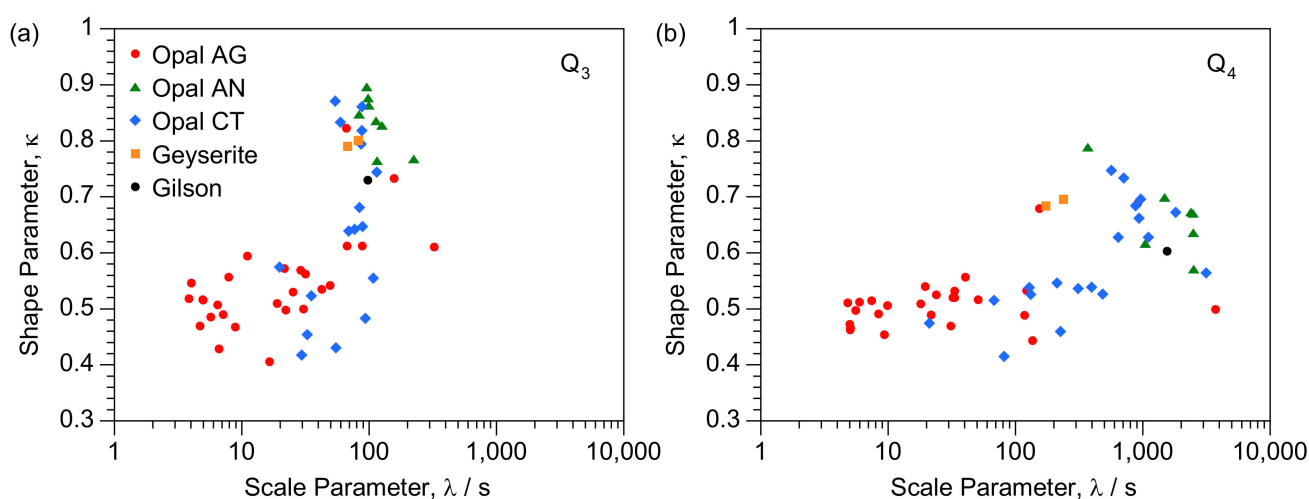 (a)
Shape Parameter, κ
1
0.9
0.8
0.7
0.6
0.5
0.4
0.3
Opal AG
Opal AN
Opal CT
Geyserite
Gilson
Q₃
1 10 100 1,000 10,000
Scale Parameter, λ / s
(b)
Shape Parameter, κ
1
0.9
0.8
0.7
0.6
0.5
0.4
0.3
Q₄
1 10 100 1,000 10,000
Scale Parameter, λ / s